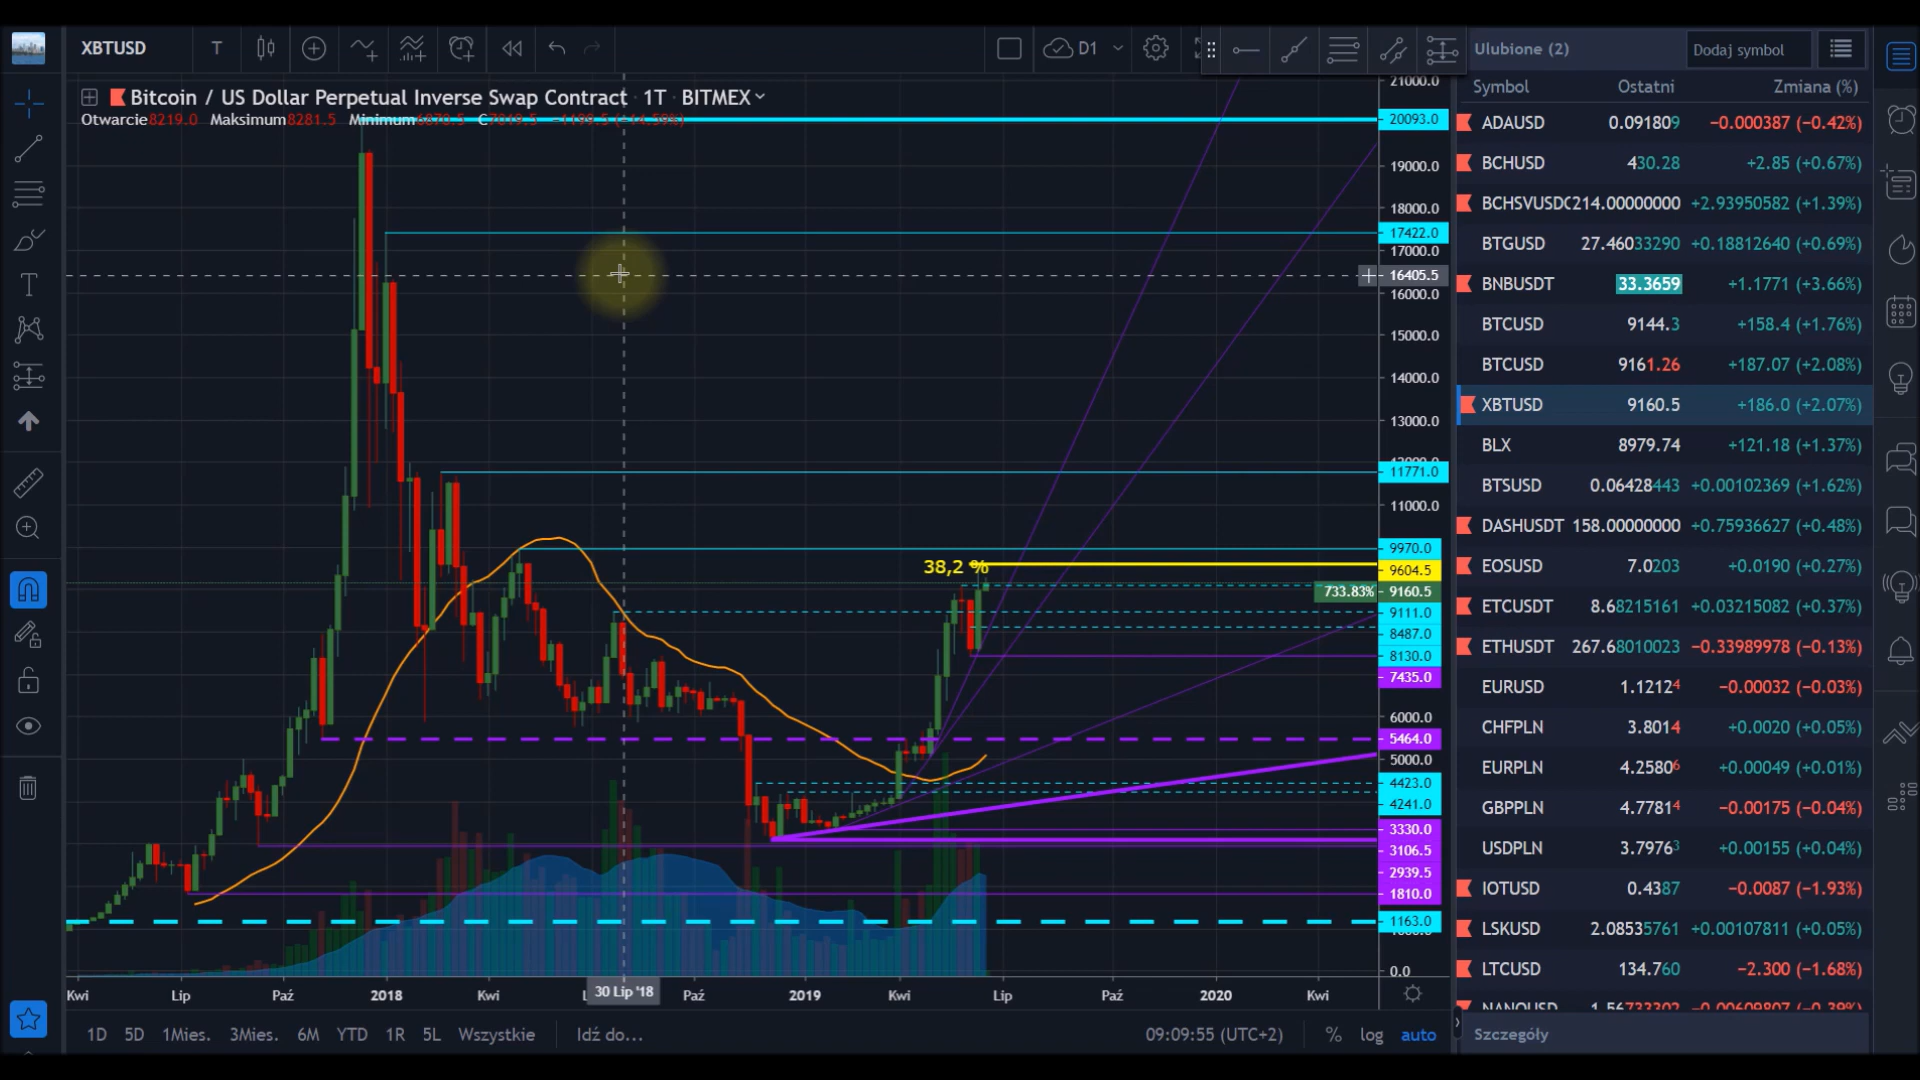 XBTUSD
T
D1
Ulubione (2)
Dodaj symbol
Bitcoin / US Dollar Perpetual Inverse Swap Contract 1T BITMEX
Otwarcie8219.0 Maksimum8281.5 Minimum
Symbol Ostatni Zmiana (%)
ADAUSD 0.091809 −0.000387 (−0.42%)
BCHUSD 430.28 +2.85 (+0.67%)
BCHSVUSDC 214.00000000 +2.93950582 (+1.39%)
BTGUSD 27.46033290 +0.18812640 (+0.69%)
BNBUSDT 33.3659 +1.1771 (+3.66%)
BTCUSD 9144.3 +158.4 (+1.76%)
BTCUSD 9161.26 +187.07 (+2.08%)
XBTUSD 9160.5 +186.0 (+2.07%)
BLX 8979.74 +121.18 (+1.37%)
BTSUSD 0.06428443 +0.00102369 (+1.62%)
DASHUSDT 158.00000000 +0.75936627 (+0.48%)
EOSUSD 7.0203 +0.0190 (+0.27%)
ETCUSDT 8.68215161 +0.03215082 (+0.37%)
ETHUSDT 267.68010023 −0.33989978 (−0.13%)
EURUSD 1.12124 −0.00032 (−0.03%)
CHFPLN 3.8014 +0.0020 (+0.05%)
EURPLN 4.25806 +0.00049 (+0.01%)
GBPPLN 4.77814 −0.00175 (−0.04%)
USDPLN 3.79763 +0.00155 (+0.04%)
IOTUSD 0.4387 −0.0087 (−1.93%)
LSKUSD 2.08535761 +0.00107811 (+0.05%)
LTCUSD 134.760 −2.300 (−1.68%)
Szczegóły
21000.0
20093.0
19000.0
18000.0
17422.0
17000.0
16405.5
16000.0
15000.0
14000.0
13000.0
11771.0
11000.0
9970.0
38,2 %
9604.5
733.83% 9160.5
9111.0
8487.0
8130.0
7435.0
6000.0
5464.0
5000.0
4423.0
4241.0
3330.0
3106.5
2939.5
1810.0
1163.0
0.0
Kwi Lip Paź 2018 Kwi 30 Lip '18 Paź 2019 Kwi Lip Paź 2020 Kwi
1D 5D 1Mies. 3Mies. 6M YTD 1R 5L Wszystkie Idź do... 09:09:55 (UTC+2) % log auto